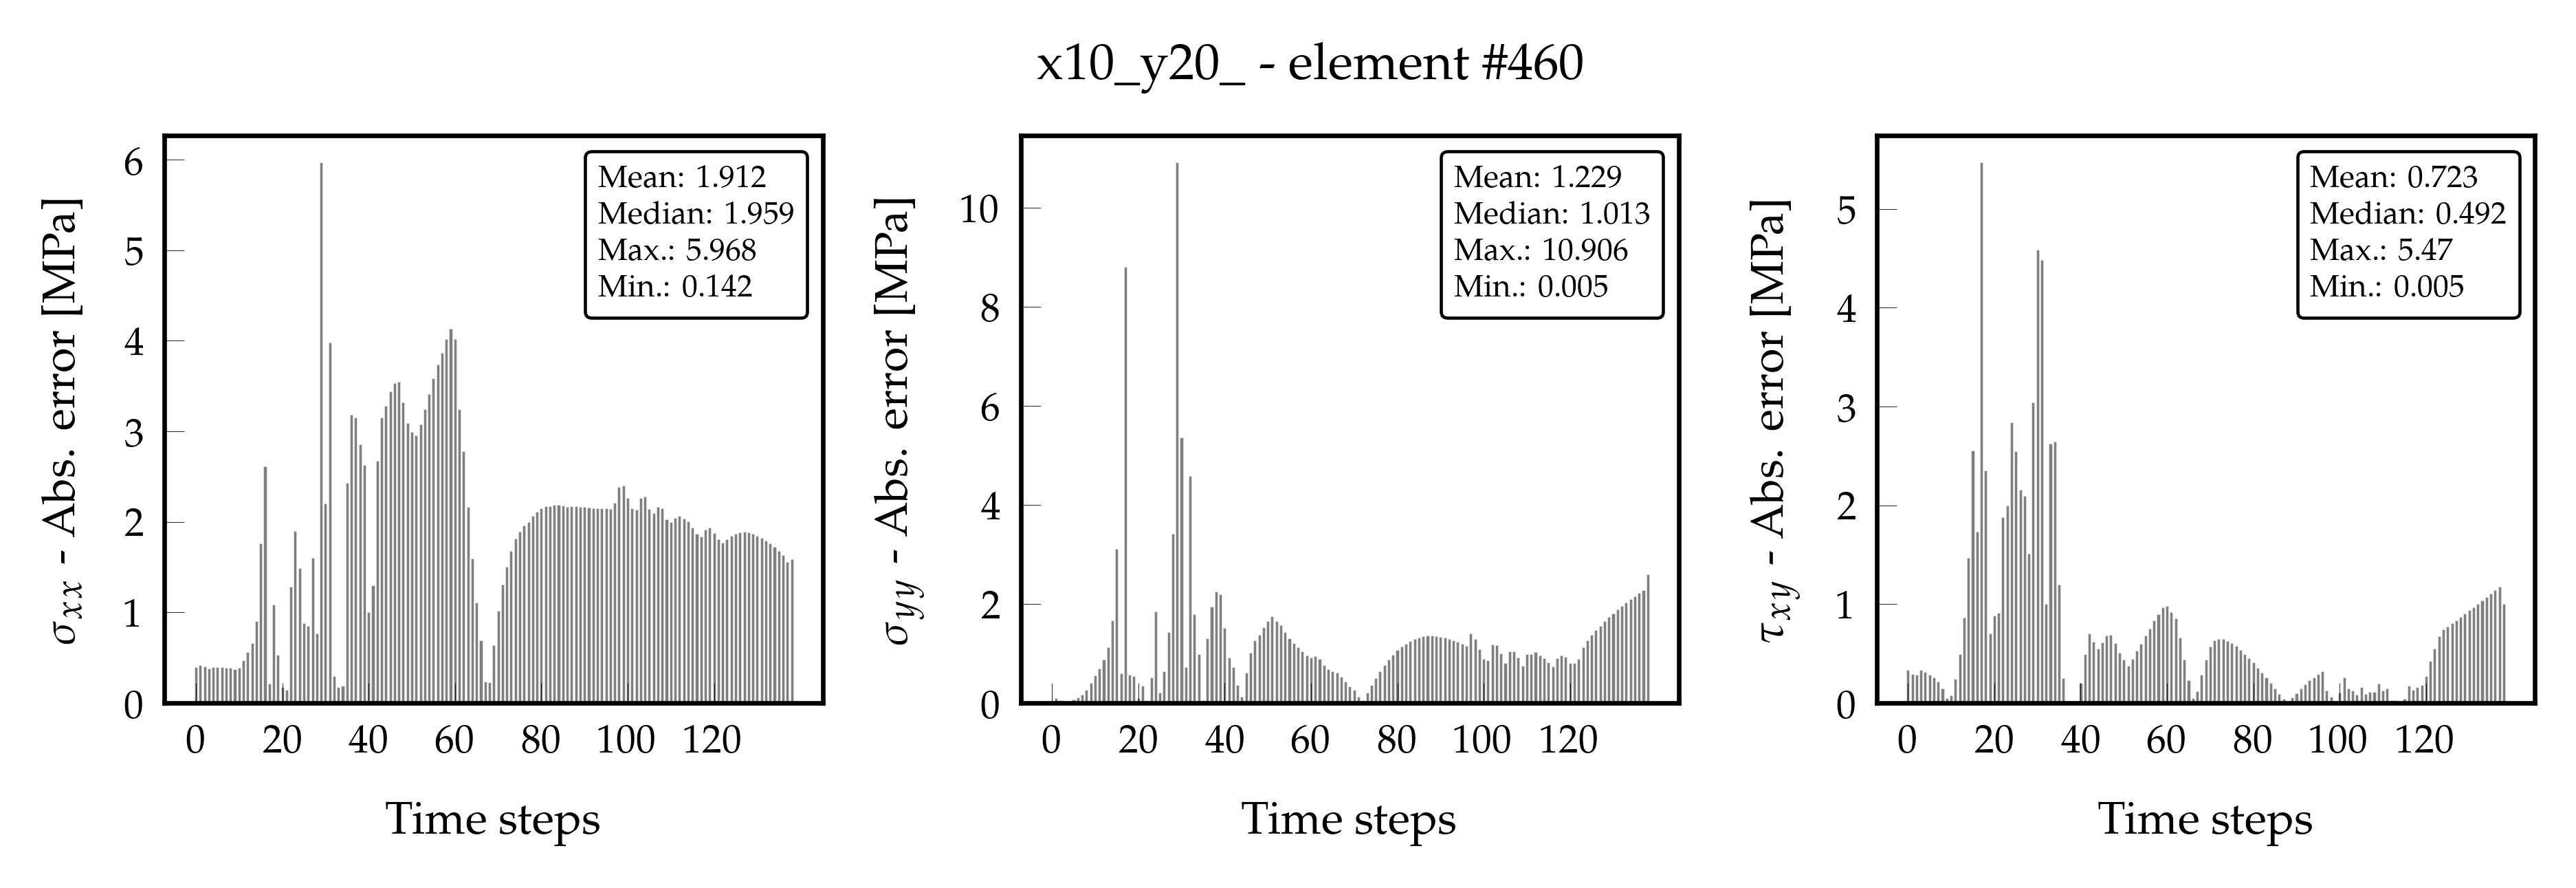 x10_y20_ - element #460
σxx - Abs. error [MPa]
6
5
4
3
2
1
0
0 20 40 60 80 100 120
Time steps
Mean: 1.912
Median: 1.959
Max.: 5.968
Min.: 0.142
σyy - Abs. error [MPa]
10
8
6
4
2
0
0 20 40 60 80 100 120
Time steps
Mean: 1.229
Median: 1.013
Max.: 10.906
Min.: 0.005
τxy - Abs. error [MPa]
5
4
3
2
1
0
0 20 40 60 80 100 120
Time steps
Mean: 0.723
Median: 0.492
Max.: 5.47
Min.: 0.005